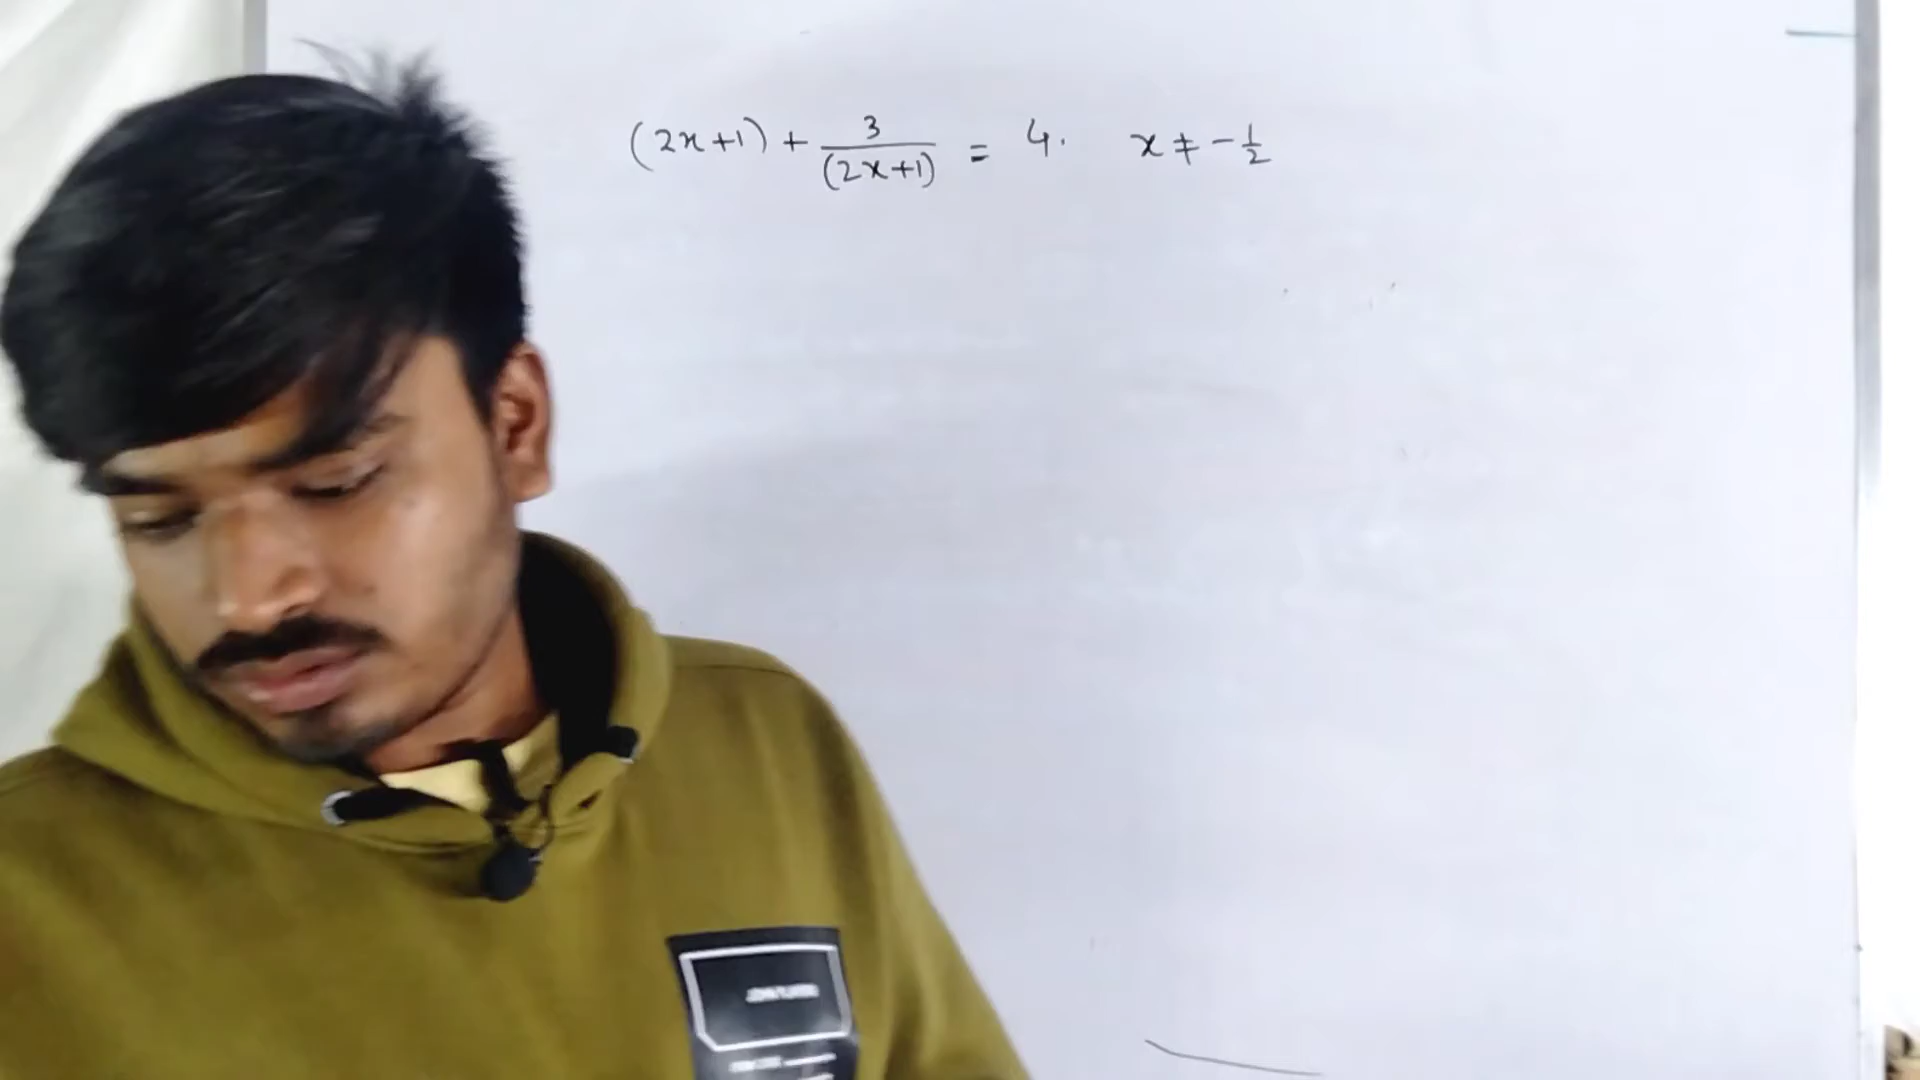 (2x+1) + 3/(2x+1) = 4. x ≠ -1/2